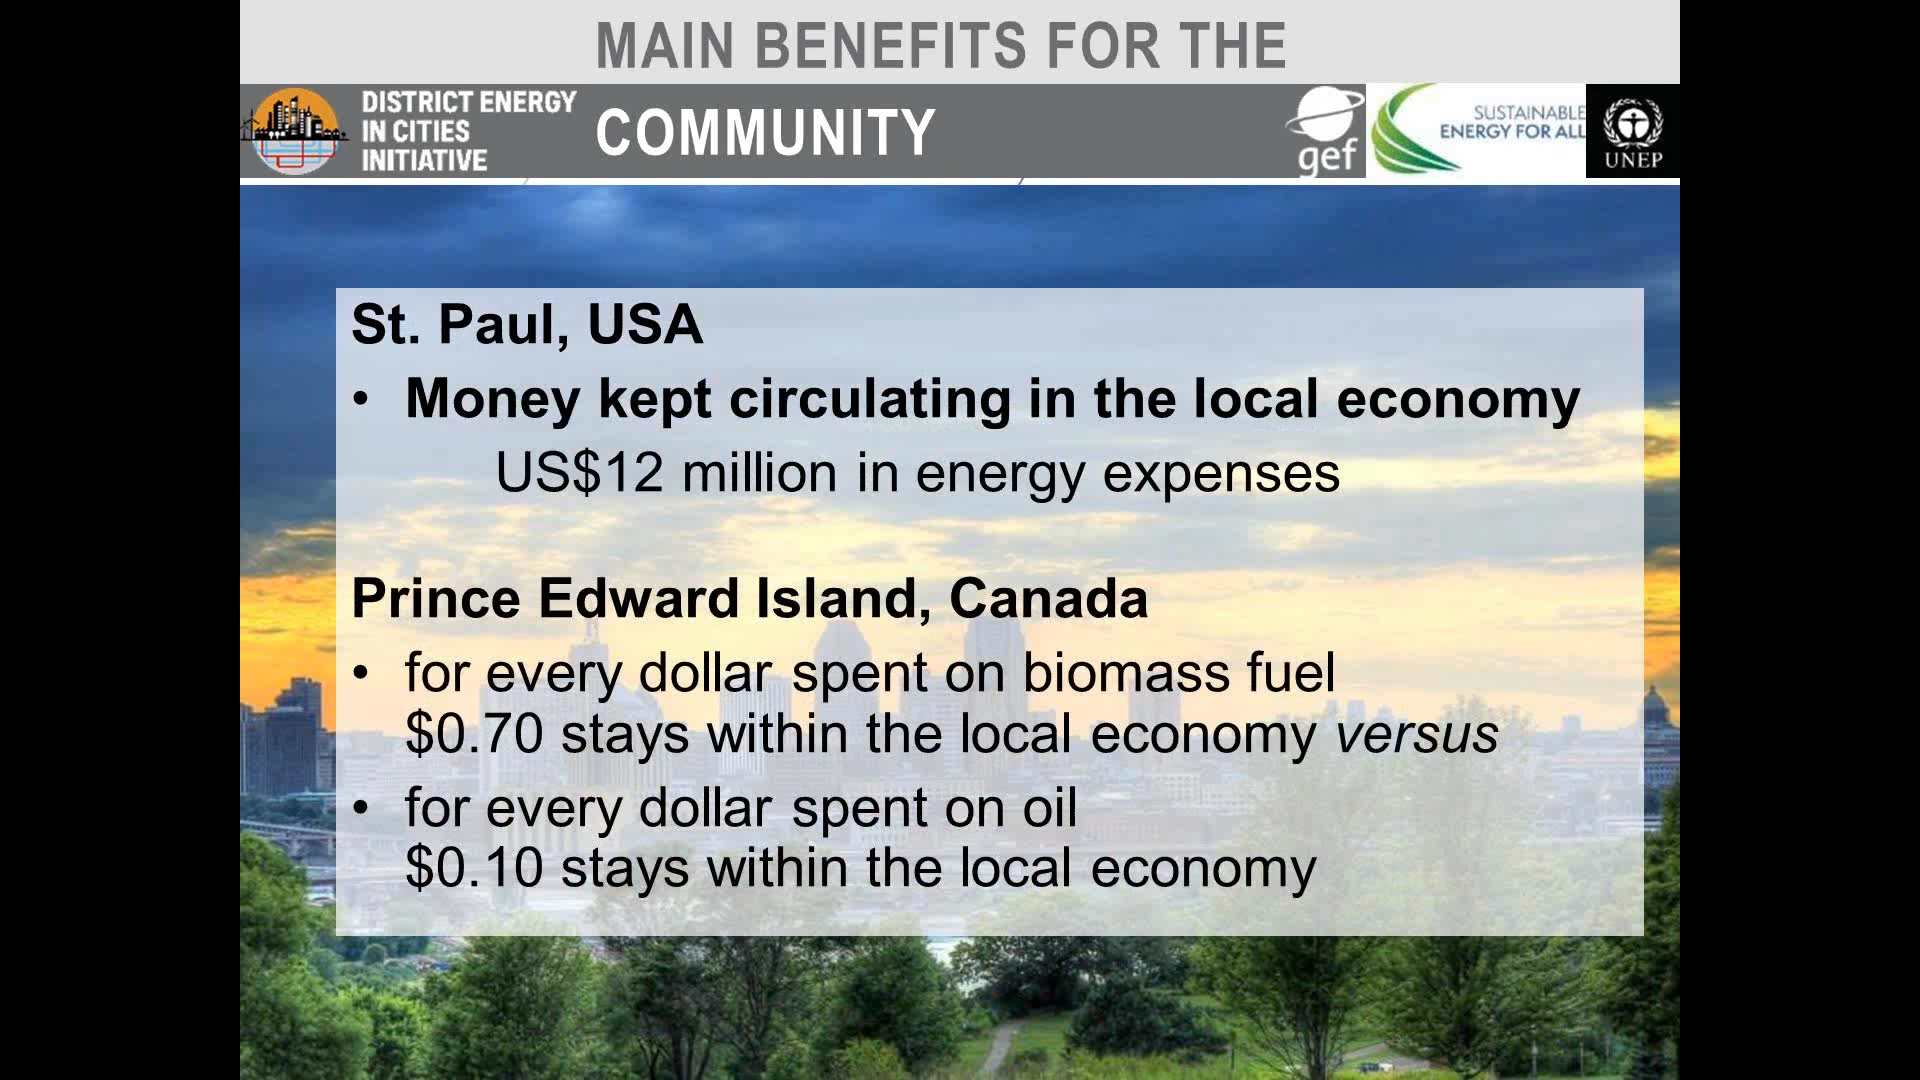 MAIN BENEFITS FOR THE
COMMUNITY
DISTRICT ENERGY
IN CITIES
INITIATIVE
gef
SUSTAINABLE
ENERGY FOR ALL
UNEP
St. Paul, USA
• Money kept circulating in the local economy
US$12 million in energy expenses
Prince Edward Island, Canada
• for every dollar spent on biomass fuel
$0.70 stays within the local economy versus
• for every dollar spent on oil
$0.10 stays within the local economy